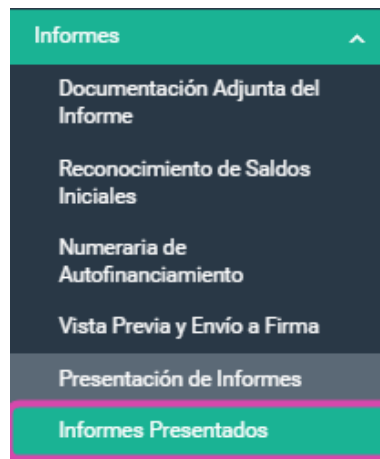 Informes
Documentación Adjunta del
Informe
Reconocimiento de Saldos
Iniciales
Numeraria de
Autofinanciamiento
Vista Previa y Envío a Firma
Presentación de Informes
Informes Presentados